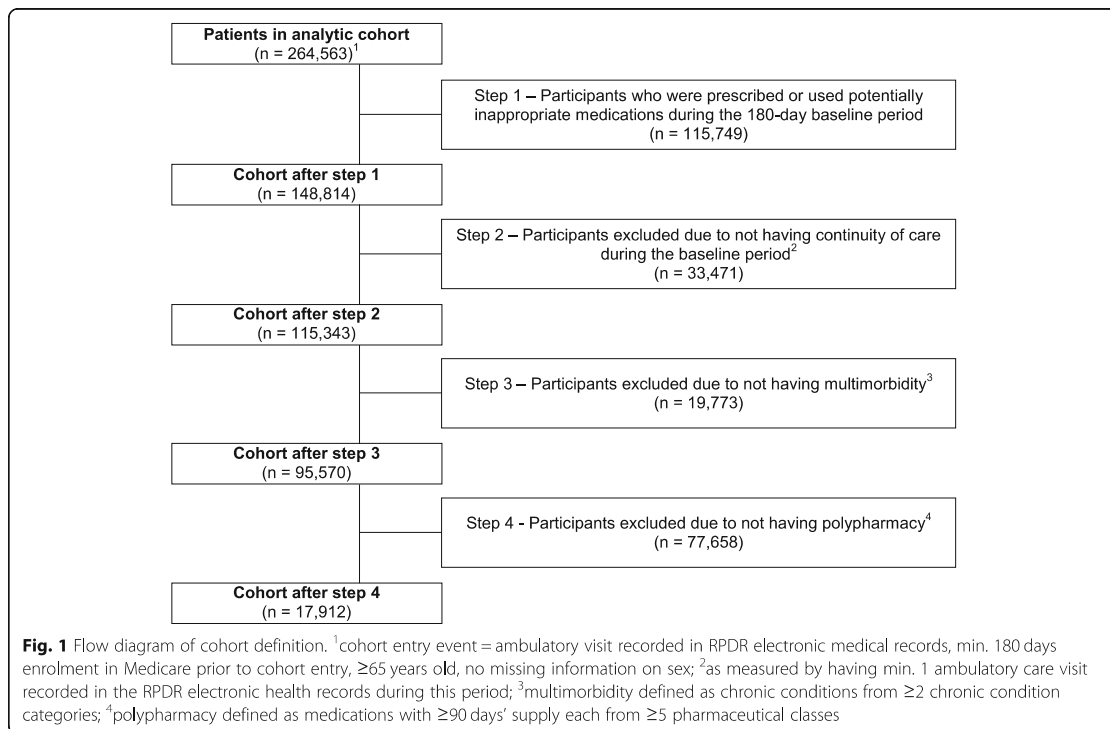 Patients in analytic cohort
(n = 264,563)¹
Step 1 – Participants who were prescribed or used potentially
inappropriate medications during the 180-day baseline period
(n = 115,749)
Cohort after step 1
(n = 148,814)
Step 2 – Participants excluded due to not having continuity of care
during the baseline period²
(n = 33,471)
Cohort after step 2
(n = 115,343)
Step 3 – Participants excluded due to not having multimorbidity³
(n = 19,773)
Cohort after step 3
(n = 95,570)
Step 4 - Participants excluded due to not having polypharmacy⁴
(n = 77,658)
Cohort after step 4
(n = 17,912)
Fig. 1 Flow diagram of cohort definition. ¹cohort entry event = ambulatory visit recorded in RPDR electronic medical records, min. 180 days
enrolment in Medicare prior to cohort entry, ≥65 years old, no missing information on sex; ²as measured by having min. 1 ambulatory care visit
recorded in the RPDR electronic health records during this period; ³multimorbidity defined as chronic conditions from ≥2 chronic condition
categories; ⁴polypharmacy defined as medications with ≥90 days’ supply each from ≥5 pharmaceutical classes